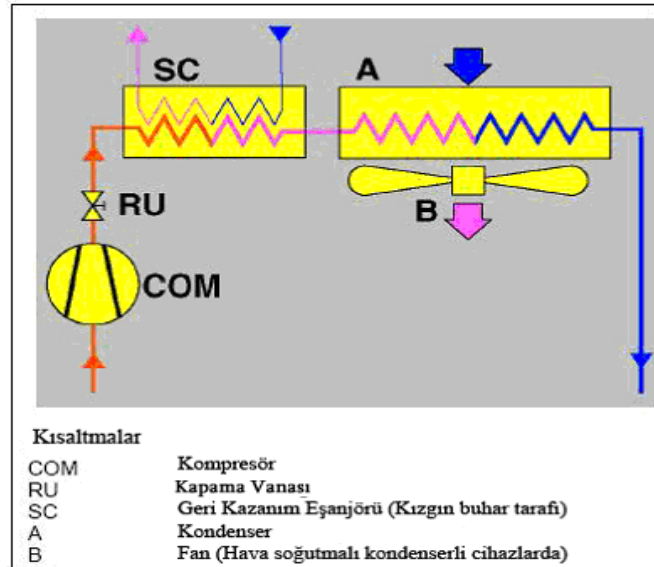 SC
A
RU
B
COM
Kısaltmalar
COM Kompresör
RU Kapama Vanası
SC Geri Kazanım Eşanjörü (Kızgın buhar tarafı)
A Kondenser
B Fan (Hava soğutmalı kondenserli cihazlarda)